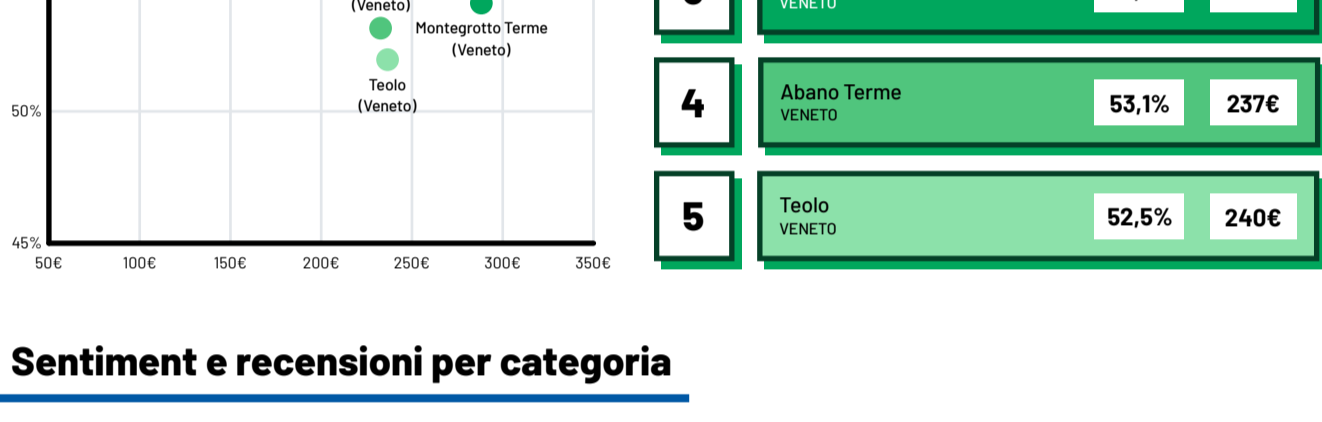 (Veneto)
Montegrotto Terme
(Veneto)
Teolo
(Veneto)
50%
45%
50€ 100€ 150€ 200€ 250€ 300€ 350€
VENETO
4
Abano Terme
VENETO
53,1% 237€
5
Teolo
VENETO
52,5% 240€
Sentiment e recensioni per categoria